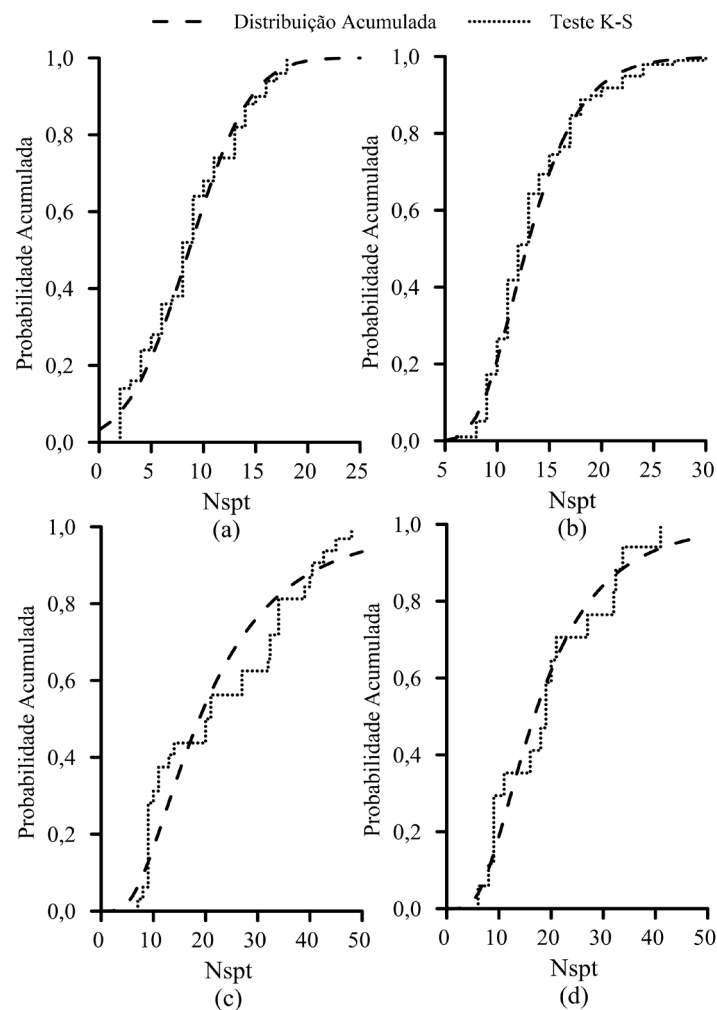 Distribuição Acumulada Teste K-S
1,0 1,0
0,8 0,8
0,6 0,6
0,4 0,4
0,2 0,2
0,0 0,0
Probabilidade Acumulada Probabilidade Acumulada
0 5 10 15 20 25 5 10 15 20 25 30
Nspt Nspt
(a) (b)
1,0 1,0
0,8 0,8
0,6 0,6
0,4 0,4
0,2 0,2
0,0 0,0
Probabilidade Acumulada Probabilidade Acumulada
0 10 20 30 40 50 0 10 20 30 40 50
Nspt Nspt
(c) (d)